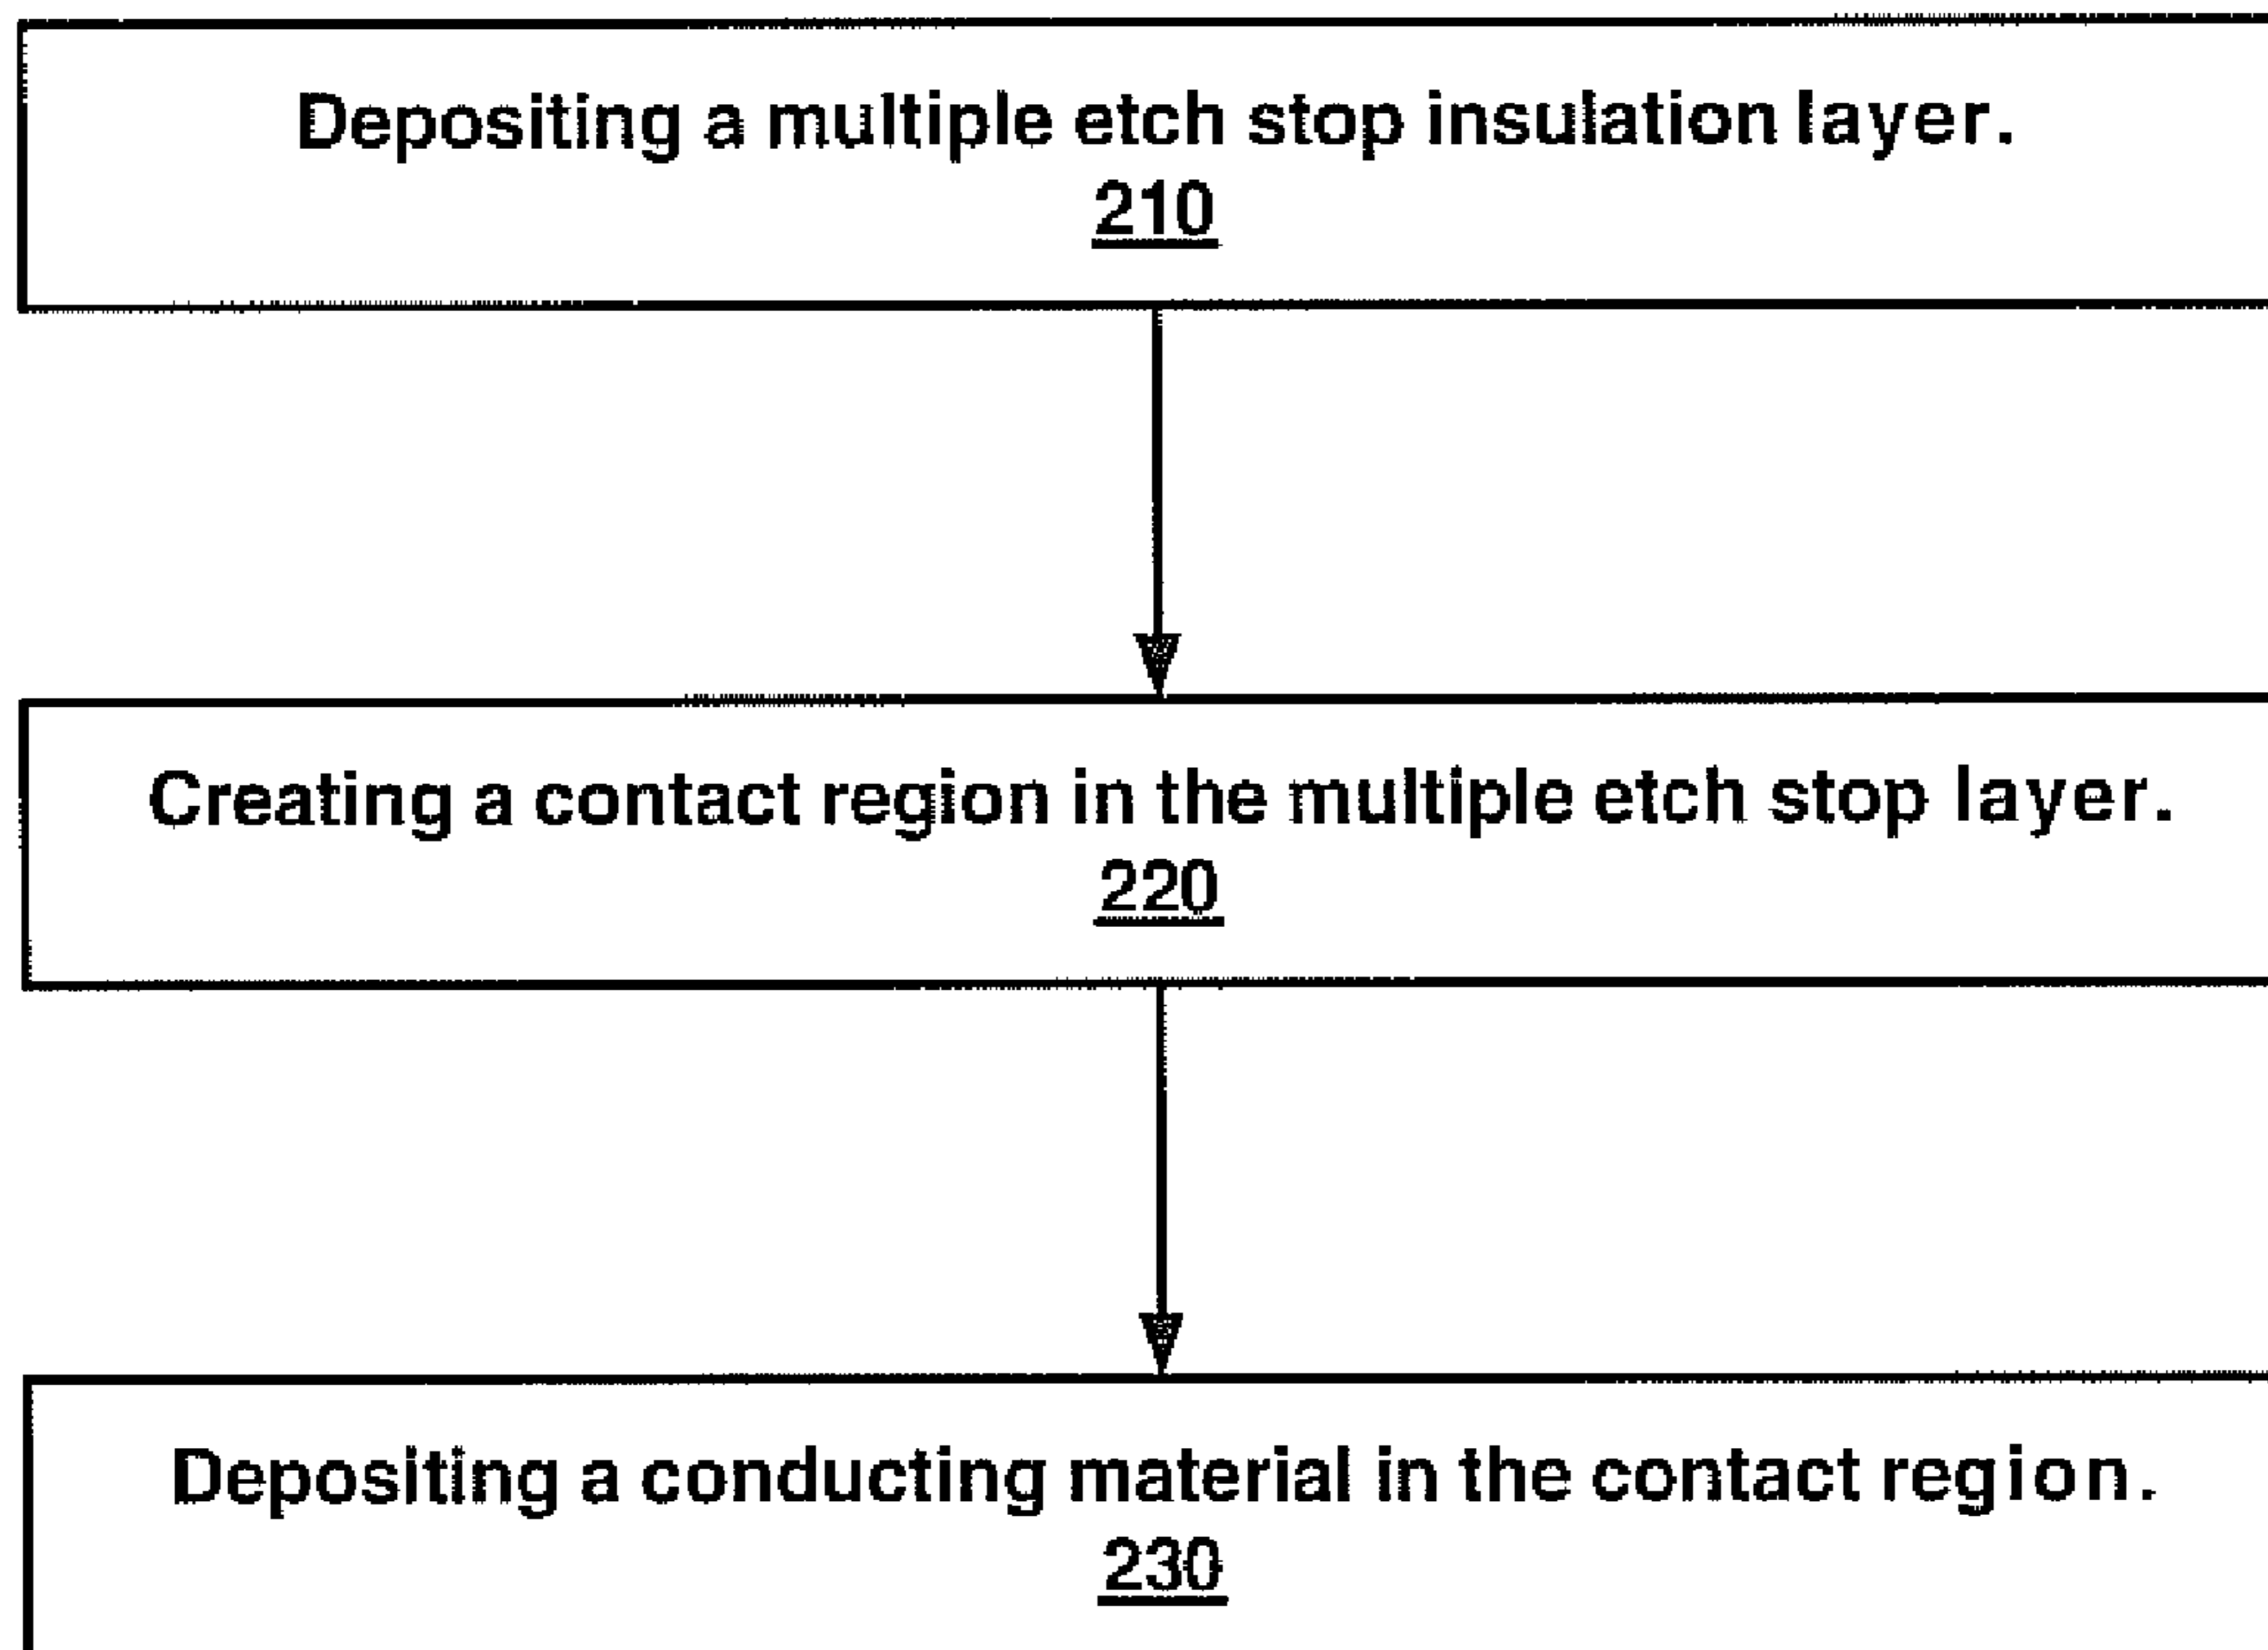 Depositing a multiple etch stop insulation layer.
210
Creating a contact region in the multiple etch stop layer.
220
Depositing a conducting material in the contact region.
230